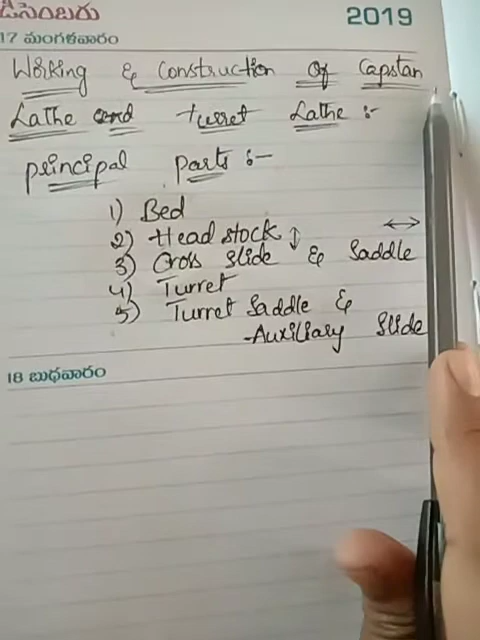 డిసెంబరు 2019
17 మంగళవారం
Working & Construction Of Capstan
Lathe and turret Lathe :-
principal parts :-
1) Bed
2) Head stock
3) Cross slide & Saddle
4) Turret
5) Turret Saddle &
Auxiliary Slide
18 బుధవారం